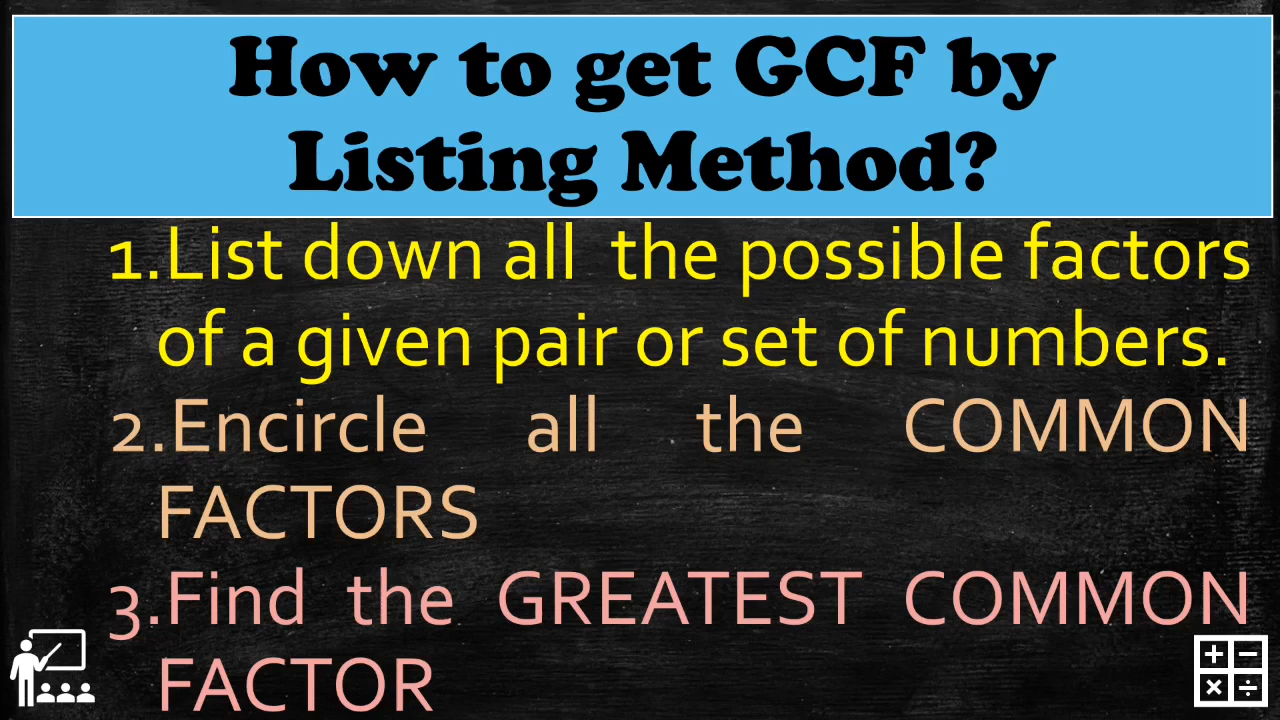 How to get GCF by
Listing Method?
1.List down all the possible factors
of a given pair or set of numbers.
2.Encircle all the COMMON
FACTORS
3.Find the GREATEST COMMON
FACTOR